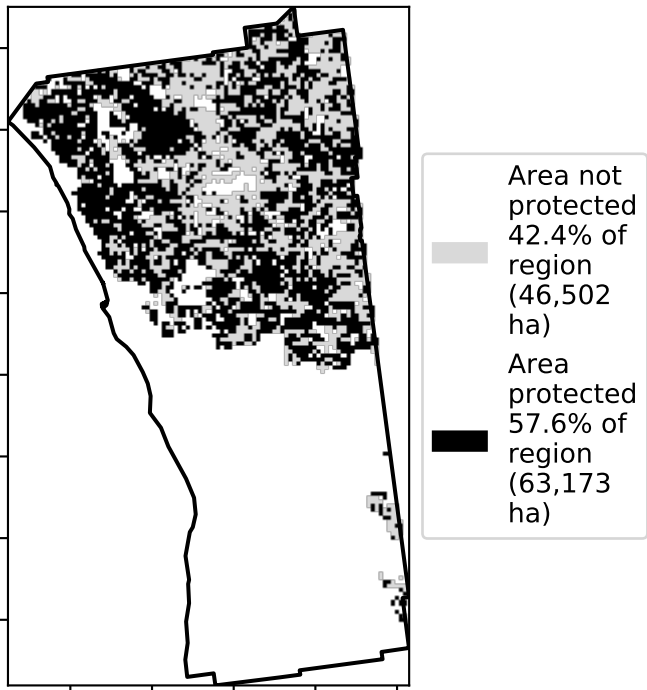 Area not
protected
42.4% of
region
(46,502
ha)
Area
protected
57.6% of
region
(63,173
ha)